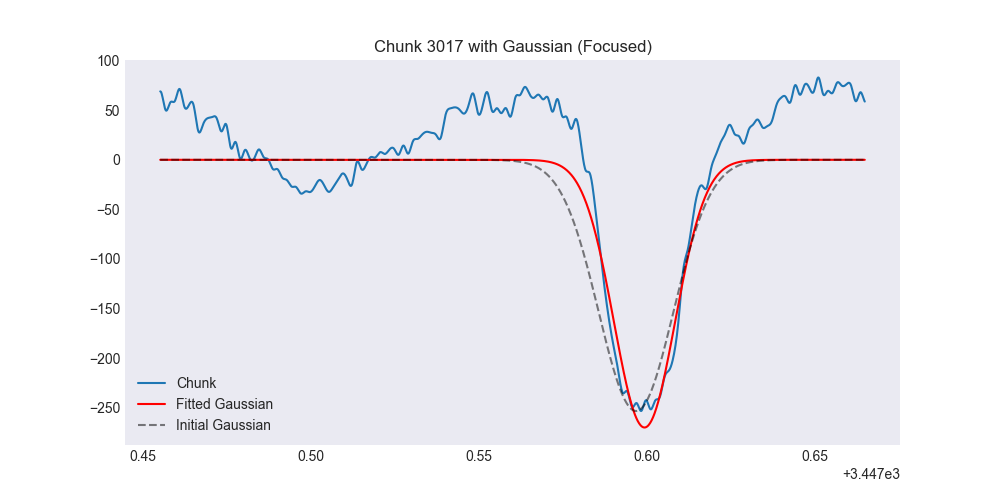 Chunk 3017 with Gaussian (Focused)
100
50
0
−50
−100
−150
−200
−250
Chunk
Fitted Gaussian
Initial Gaussian
0.45 0.50 0.55 0.60 0.65
+3.447e3